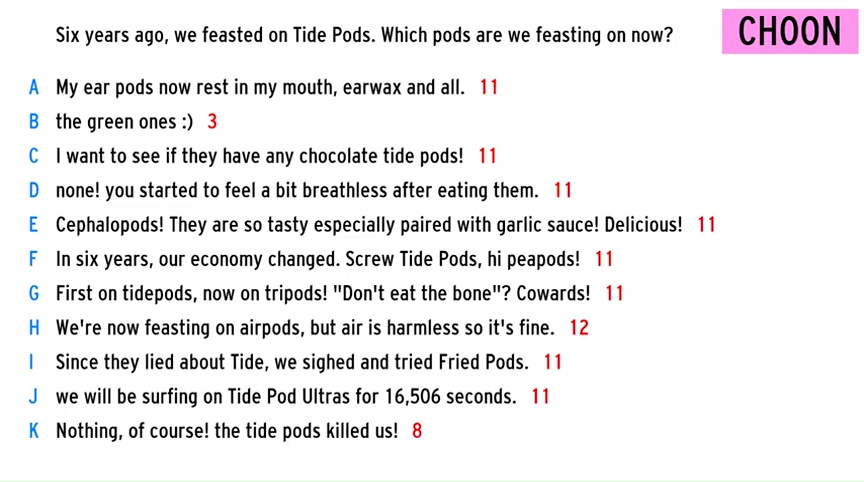 Six years ago, we feasted on Tide Pods. Which pods are we feasting on now?
CHOON
A My ear pods now rest in my mouth, earwax and all. 11
B the green ones :) 3
C I want to see if they have any chocolate tide pods! 11
D none! you started to feel a bit breathless after eating them. 11
E Cephalopods! They are so tasty especially paired with garlic sauce! Delicious! 11
F In six years, our economy changed. Screw Tide Pods, hi peapods! 11
G First on tidepods, now on tripods! "Don't eat the bone"? Cowards! 11
H We're now feasting on airpods, but air is harmless so it's fine. 12
I Since they lied about Tide, we sighed and tried Fried Pods. 11
J we will be surfing on Tide Pod Ultras for 16,506 seconds. 11
K Nothing, of course! the tide pods killed us! 8